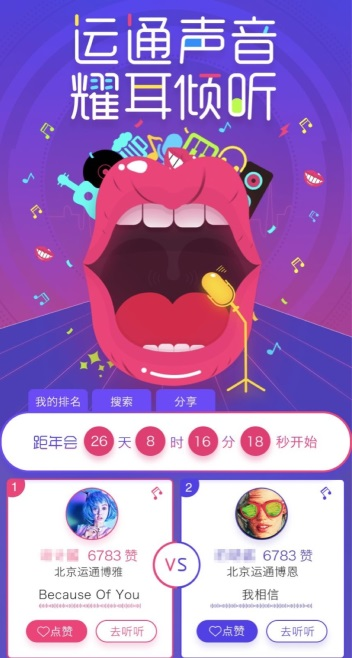 运通声音
耀耳倾听
我的排名 搜索 分享
距年会 26 天 8 时 16 分 18 秒开始
1
6783 赞
北京运通博雅
Because Of You
点赞 去听听
VS
2
6783 赞
北京运通博恩
我相信
点赞 去听听